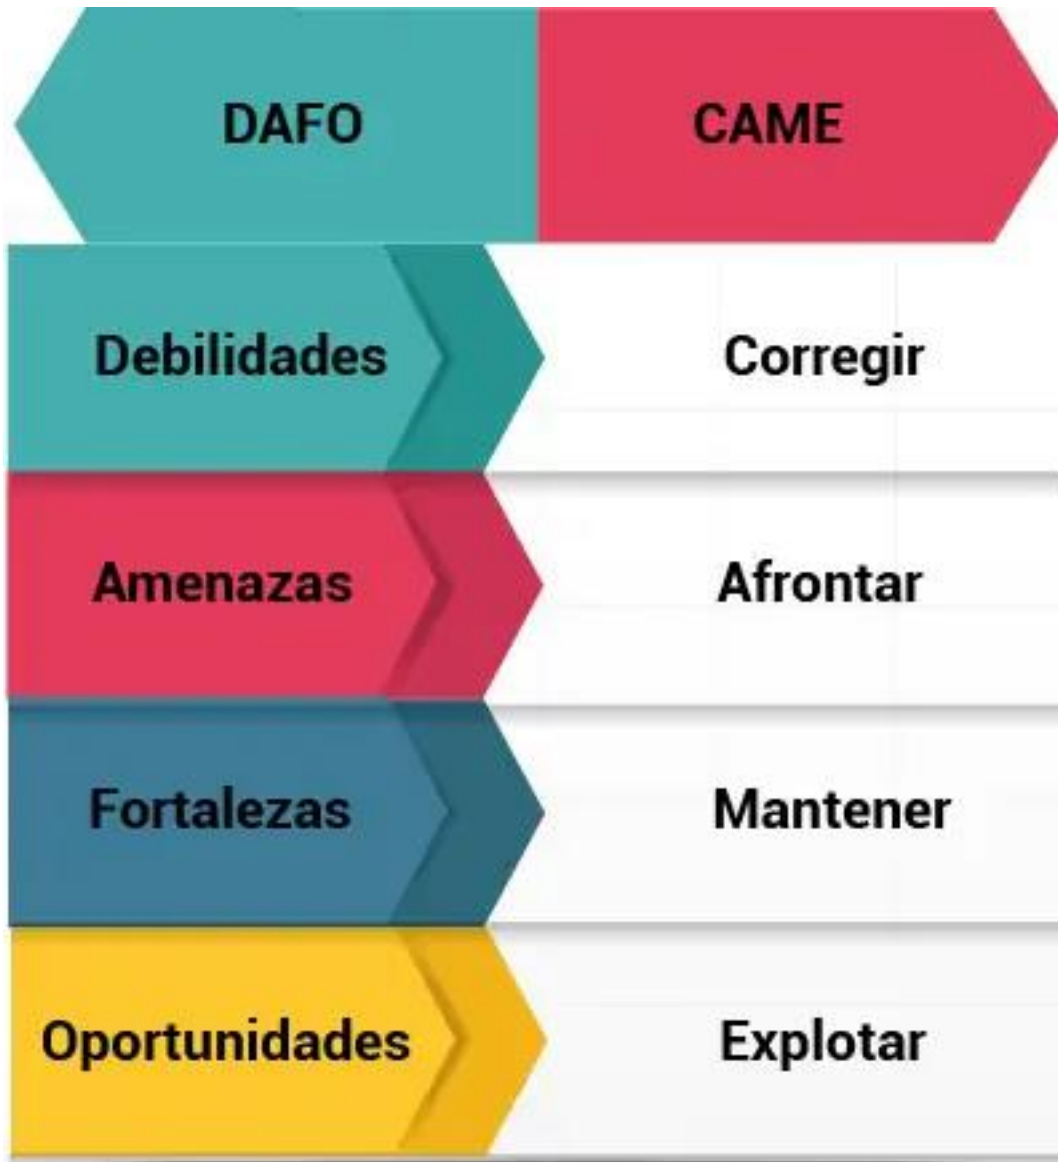 DAFO CAME
Debilidades Corregir
Amenazas Afrontar
Fortalezas Mantener
Oportunidades Explotar